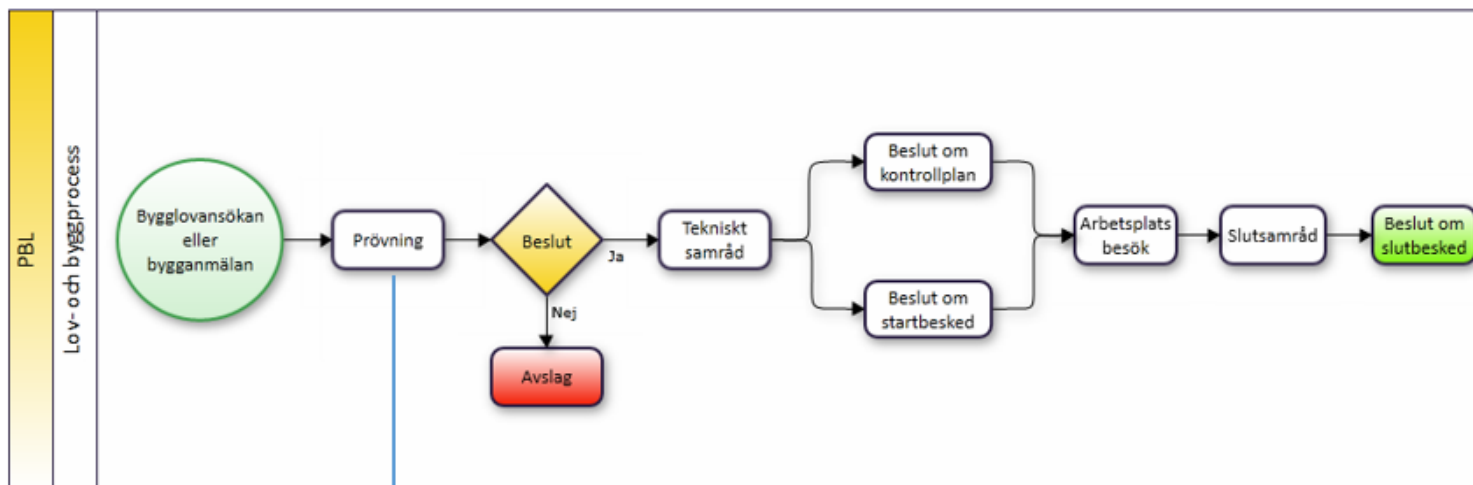 PBL
Lov- och byggprocess
Bygglovansökan
eller
bygganmälan
Prövning
Beslut
Ja
Nej
Avslag
Tekniskt
samråd
Beslut om
kontrollplan
Beslut om
startbesked
Arbetsplats
besök
Slutsamråd
Beslut om
slutbesked